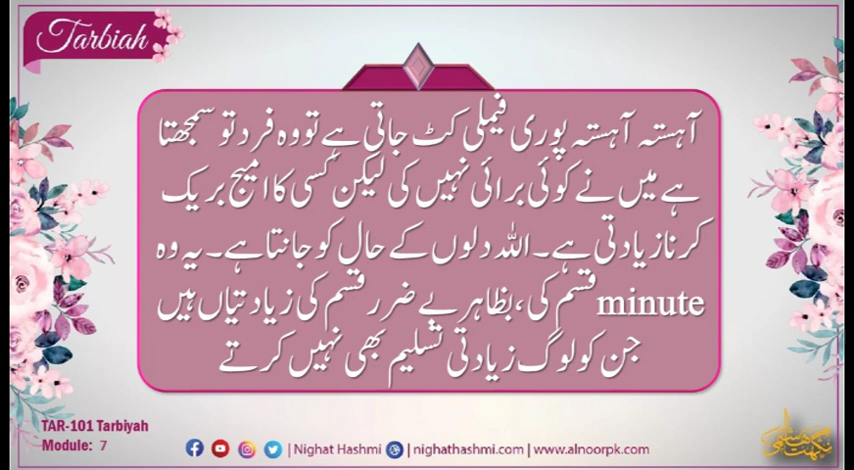 Tarbiah
آہستہ آہستہ پوری فیملی کٹ جاتی ہے تو وہ فرد تو سمجھتا
ہے میں نے کوئی برائی نہیں کی لیکن کسی کا امیج بریک
کرنا زیادتی ہے۔ اللہ دلوں کے حال کو جانتا ہے۔ یہ وہ
minute قسم کی، بظاہر بے ضرر قسم کی زیادتیاں ہیں
جن کو لوگ زیادتی تسلیم بھی نہیں کرتے
TAR-101 Tarbiyah
Module: 7
| Nighat Hashmi | nighathashmi.com | www.alnoorpk.com
نگہت ہاشمی